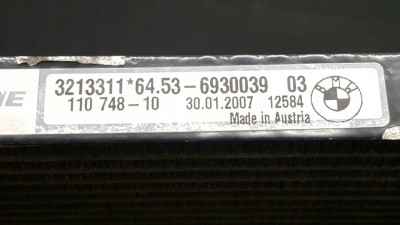 3213311*64.53-6930039 03
110 748-10 30.01.2007 12584
Made in Austria
BMW